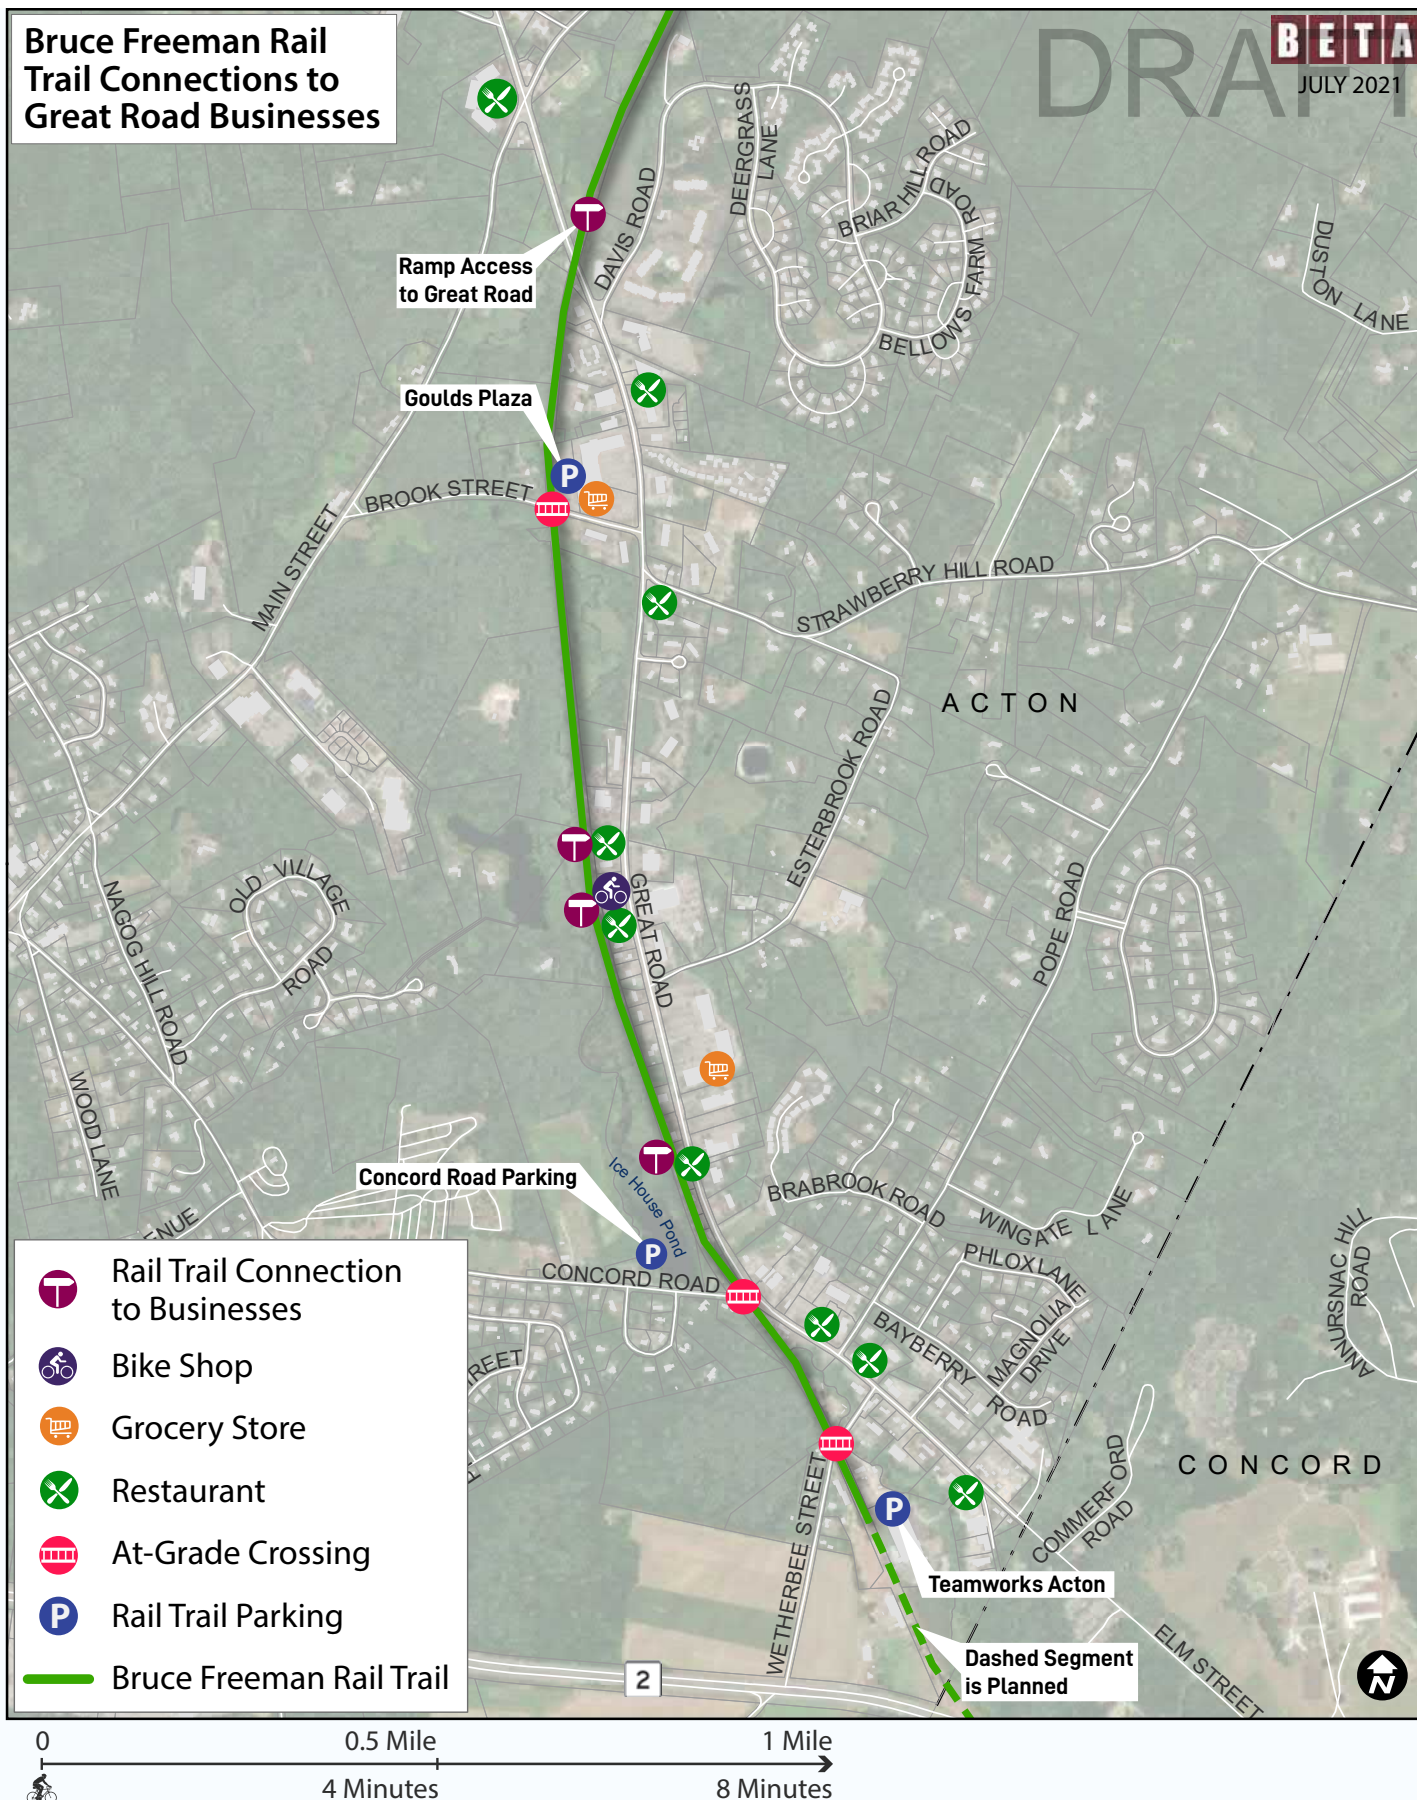 Bruce Freeman Rail
Trail Connections to
Great Road Businesses
DRAFT
BETA
JULY 2021
DEERGRASS
LANE
BRIAR HILL ROAD
BELLOWS FARM ROAD
DAVIS ROAD
DUSTON LANE
Ramp Access
to Great Road
Goulds Plaza
P
BROOK STREET
MAIN STREET
STRAWBERRY HILL ROAD
ACTON
ESTERBROOK ROAD
POPE ROAD
GREAT ROAD
OLD VILLAGE
ROAD
NAGOG HILL ROAD
WOOD LANE
Concord Road Parking
Ice House Pond
P
CONCORD ROAD
BRABROOK ROAD
WINGATE LANE
PHLOX LANE
MAGNOLIA
DRIVE
BAYBERRY
ROAD
ANNURSNAC HILL
ROAD
ENUE
REET
CONCORD
COMMERFORD
ROAD
WETHERBEE STREET
P
Teamworks Acton
Dashed Segment
is Planned
ELM STREET
2
N
Rail Trail Connection
to Businesses
Bike Shop
Grocery Store
Restaurant
At-Grade Crossing
P
Rail Trail Parking
Bruce Freeman Rail Trail
0 0.5 Mile 1 Mile
4 Minutes 8 Minutes